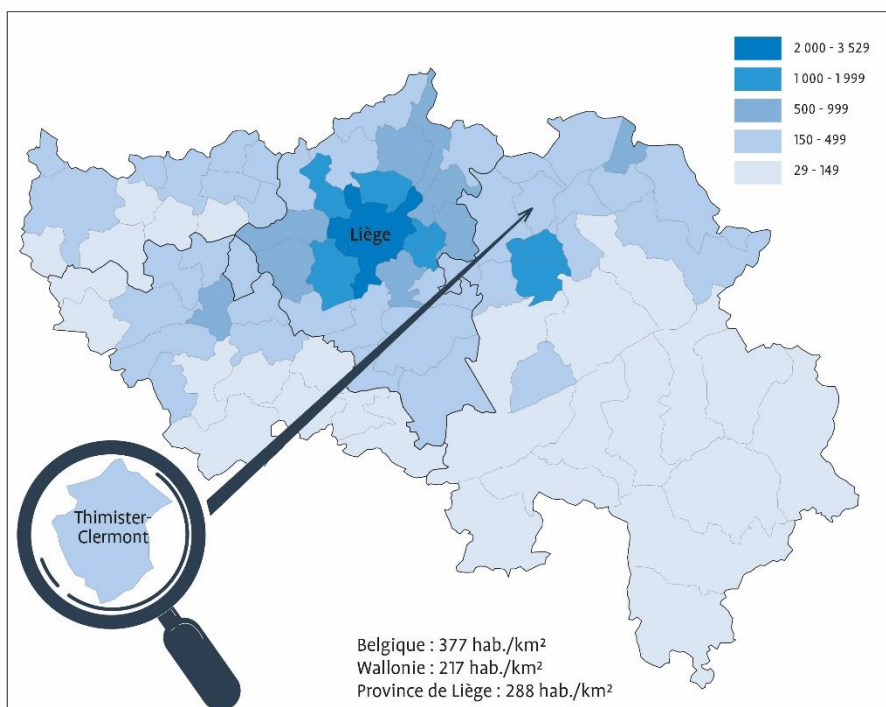 2 000 - 3 529
1 000 - 1 999
500 - 999
150 - 499
29 - 149
Liège
Thimister-
Clermont
Belgique : 377 hab./km²
Wallonie : 217 hab./km²
Province de Liège : 288 hab./km²